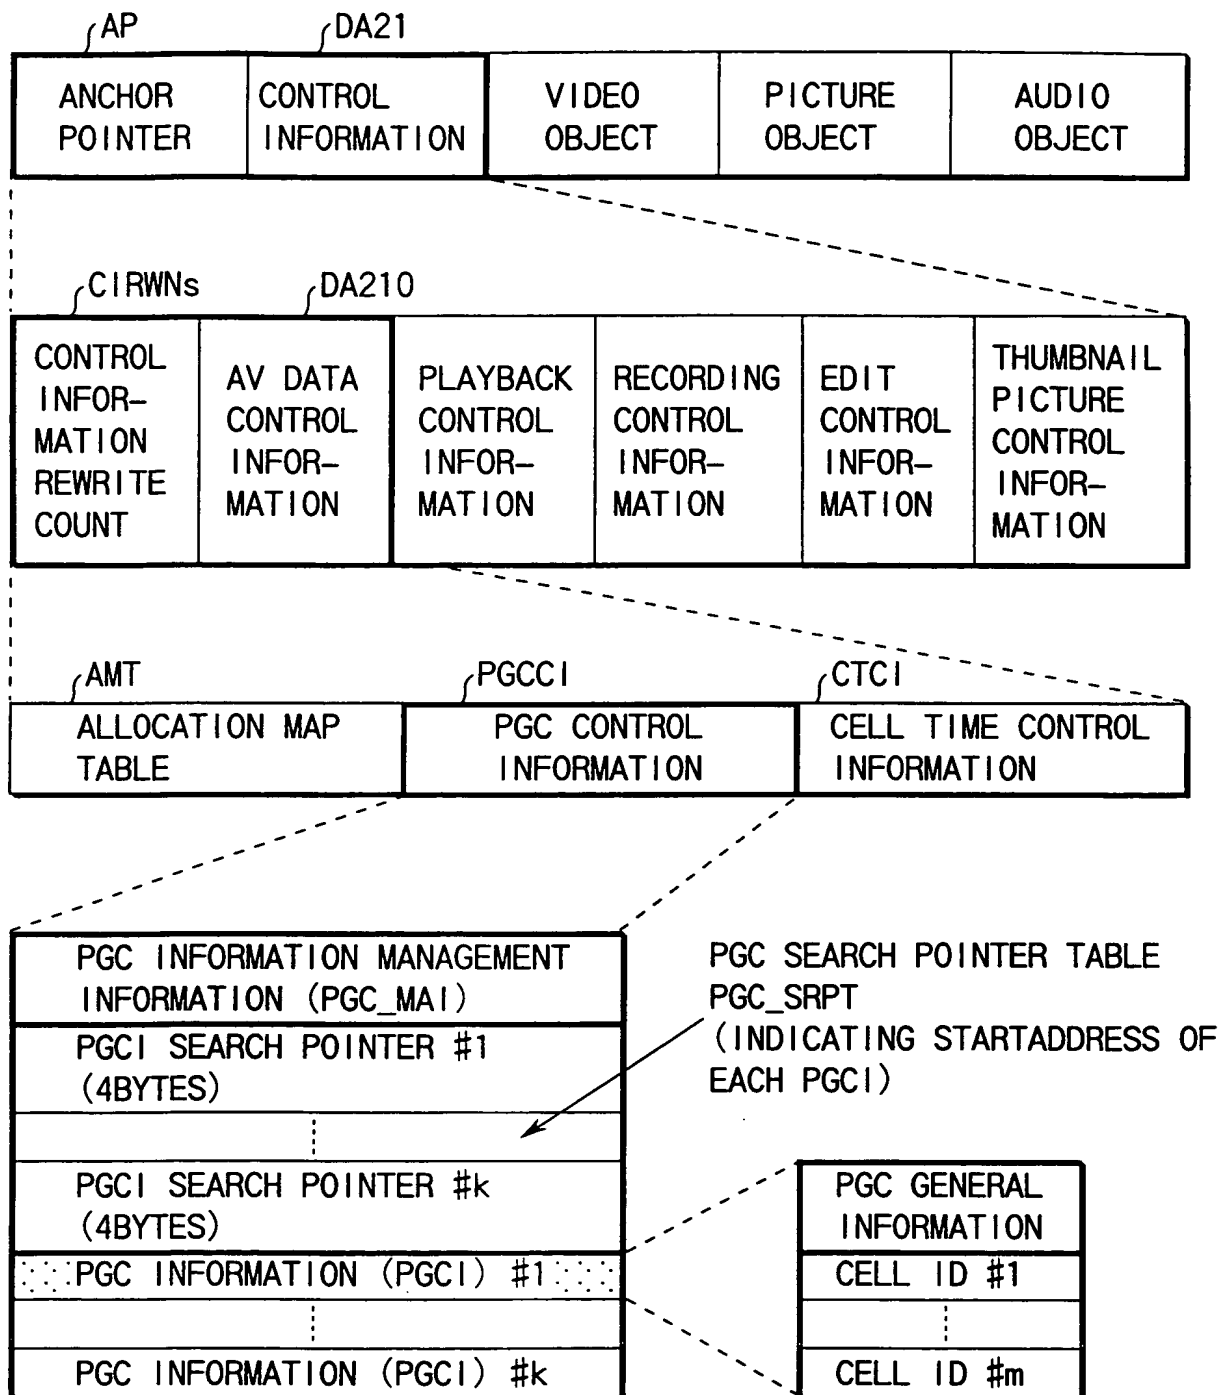 AP
DA21
ANCHOR
POINTER
CONTROL
INFORMATION
VIDEO
OBJECT
PICTURE
OBJECT
AUDIO
OBJECT
CIRWNs
DA210
CONTROL
INFOR-
MATION
REWRITE
COUNT
AV DATA
CONTROL
INFOR-
MATION
PLAYBACK
CONTROL
INFOR-
MATION
RECORDING
CONTROL
INFOR-
MATION
EDIT
CONTROL
INFOR-
MATION
THUMBNAIL
PICTURE
CONTROL
INFOR-
MATION
AMT
PGCCI
CTCI
ALLOCATION MAP
TABLE
PGC CONTROL
INFORMATION
CELL TIME CONTROL
INFORMATION
PGC INFORMATION MANAGEMENT
INFORMATION (PGC_MAI)
PGCI SEARCH POINTER #1
(4BYTES)
PGCI SEARCH POINTER #k
(4BYTES)
PGC INFORMATION (PGCI) #1
PGC INFORMATION (PGCI) #k
PGC SEARCH POINTER TABLE
PGC_SRPT
(INDICATING STARTADDRESS OF
EACH PGCI)
PGC GENERAL
INFORMATION
CELL ID #1
CELL ID #m